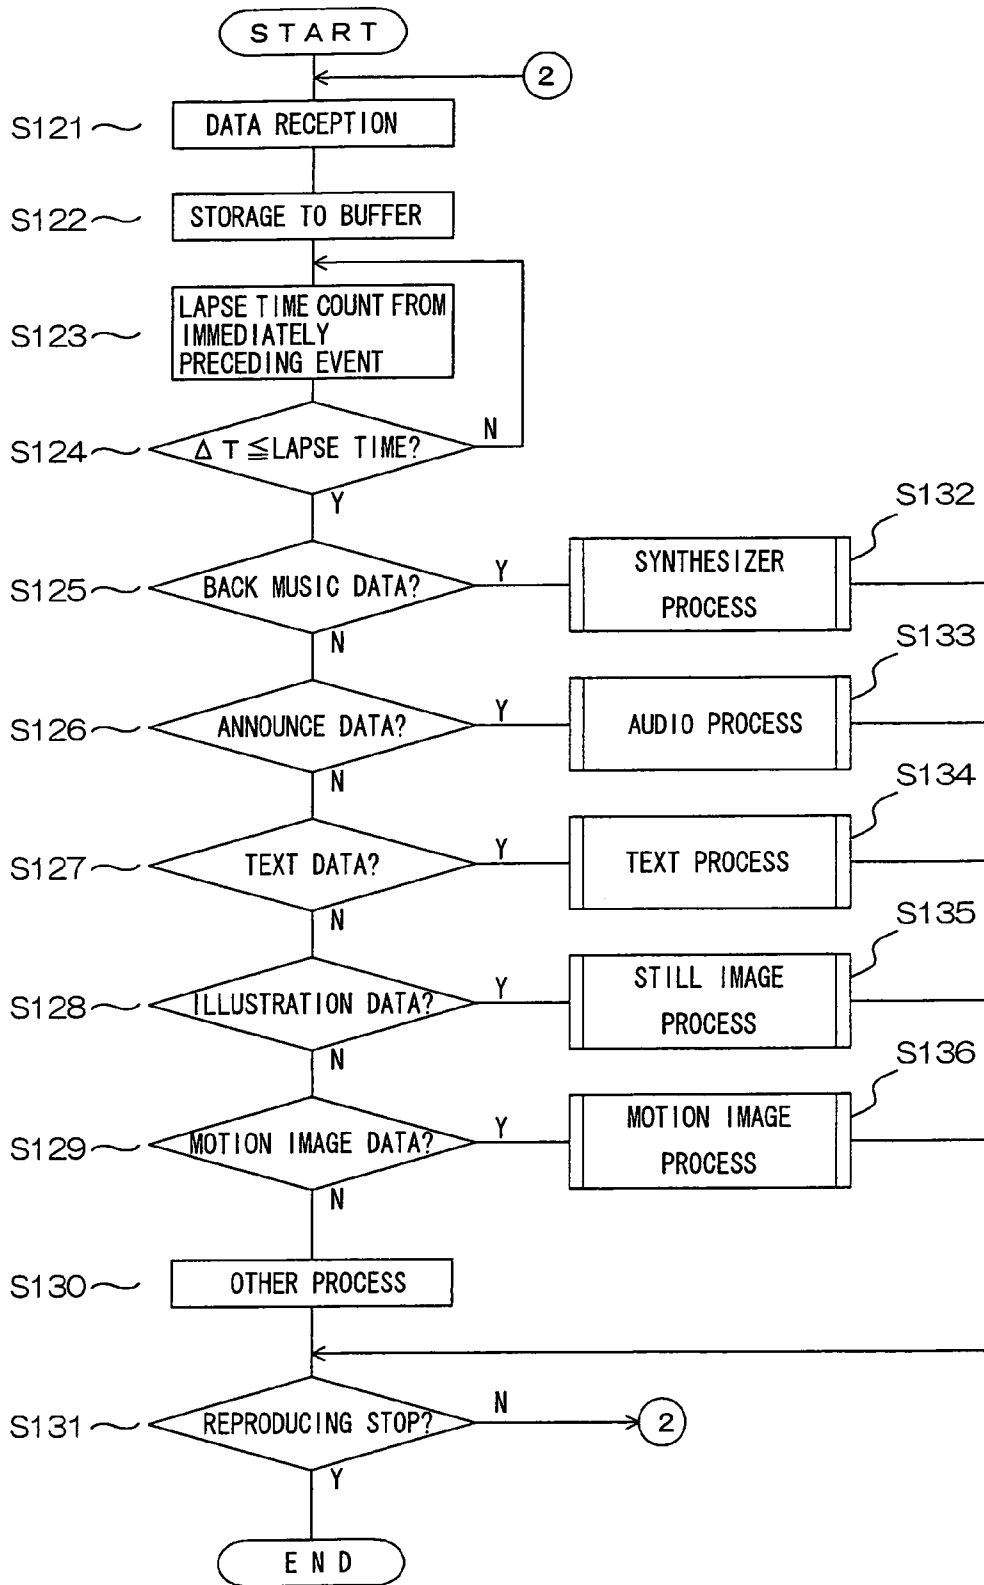 START
2
S121
DATA RECEPTION
S122
STORAGE TO BUFFER
S123
LAPSE TIME COUNT FROM
IMMEDIATELY
PRECEDING EVENT
S124
Δ T ≦LAPSE TIME?
N
Y
S125
BACK MUSIC DATA?
Y
N
S132
SYNTHESIZER
PROCESS
S126
ANNOUNCE DATA?
Y
N
S133
AUDIO PROCESS
S127
TEXT DATA?
Y
N
S134
TEXT PROCESS
S128
ILLUSTRATION DATA?
Y
N
S135
STILL IMAGE
PROCESS
S129
MOTION IMAGE DATA?
Y
N
S136
MOTION IMAGE
PROCESS
S130
OTHER PROCESS
S131
REPRODUCING STOP?
N
2
Y
END